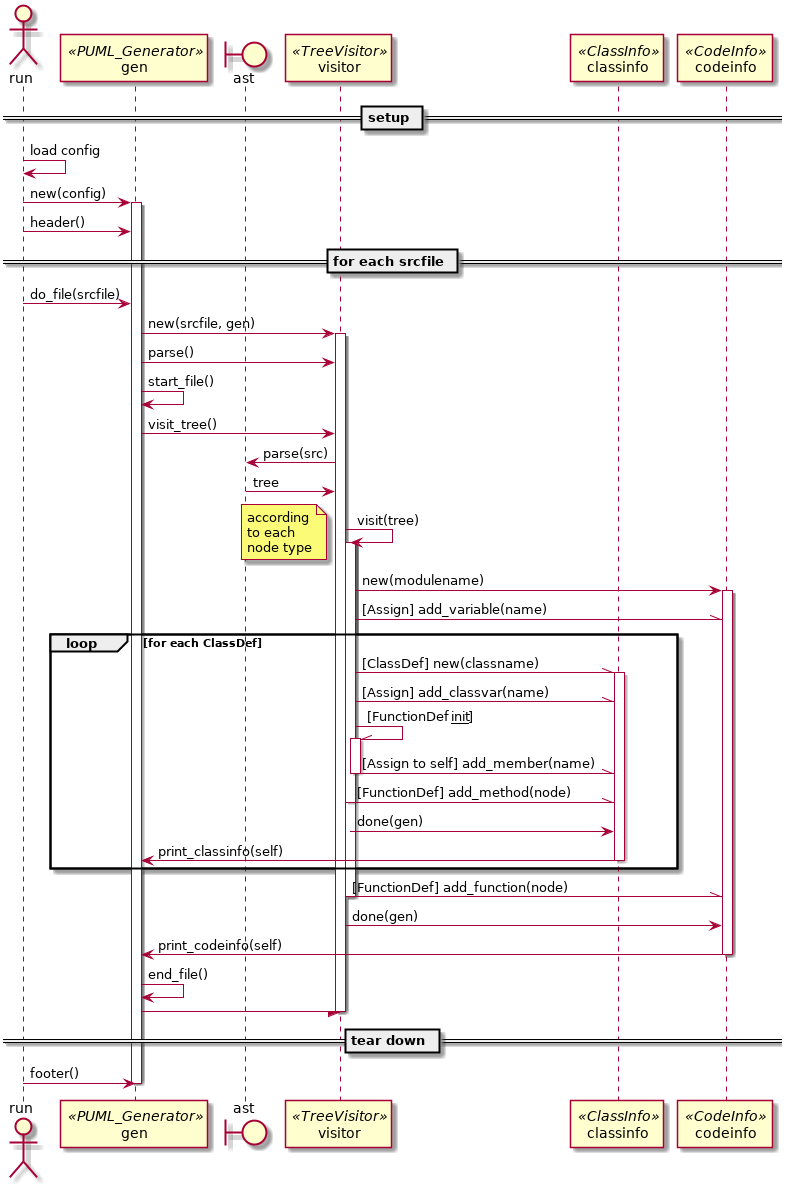 run
«PUML_Generator»
gen
ast
«TreeVisitor»
visitor
«ClassInfo»
classinfo
«CodeInfo»
codeinfo
setup
load config
new(config)
header()
for each srcfile
do_file(srcfile)
new(srcfile, gen)
parse()
start_file()
visit_tree()
parse(src)
tree
according
to each
node type
visit(tree)
new(modulename)
[Assign] add_variable(name)
loop
[for each ClassDef]
[ClassDef] new(classname)
[Assign] add_classvar(name)
[FunctionDef init]
[Assign to self] add_member(name)
[FunctionDef] add_method(node)
done(gen)
print_classinfo(self)
[FunctionDef] add_function(node)
done(gen)
print_codeinfo(self)
end_file()
tear down
footer()
run
«PUML_Generator»
gen
ast
«TreeVisitor»
visitor
«ClassInfo»
classinfo
«CodeInfo»
codeinfo